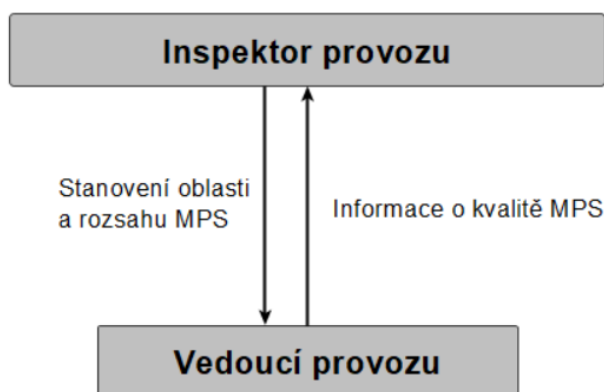 Inspektor provozu
Stanovení oblasti
a rozsahu MPS
Informace o kvalitě MPS
Vedoucí provozu